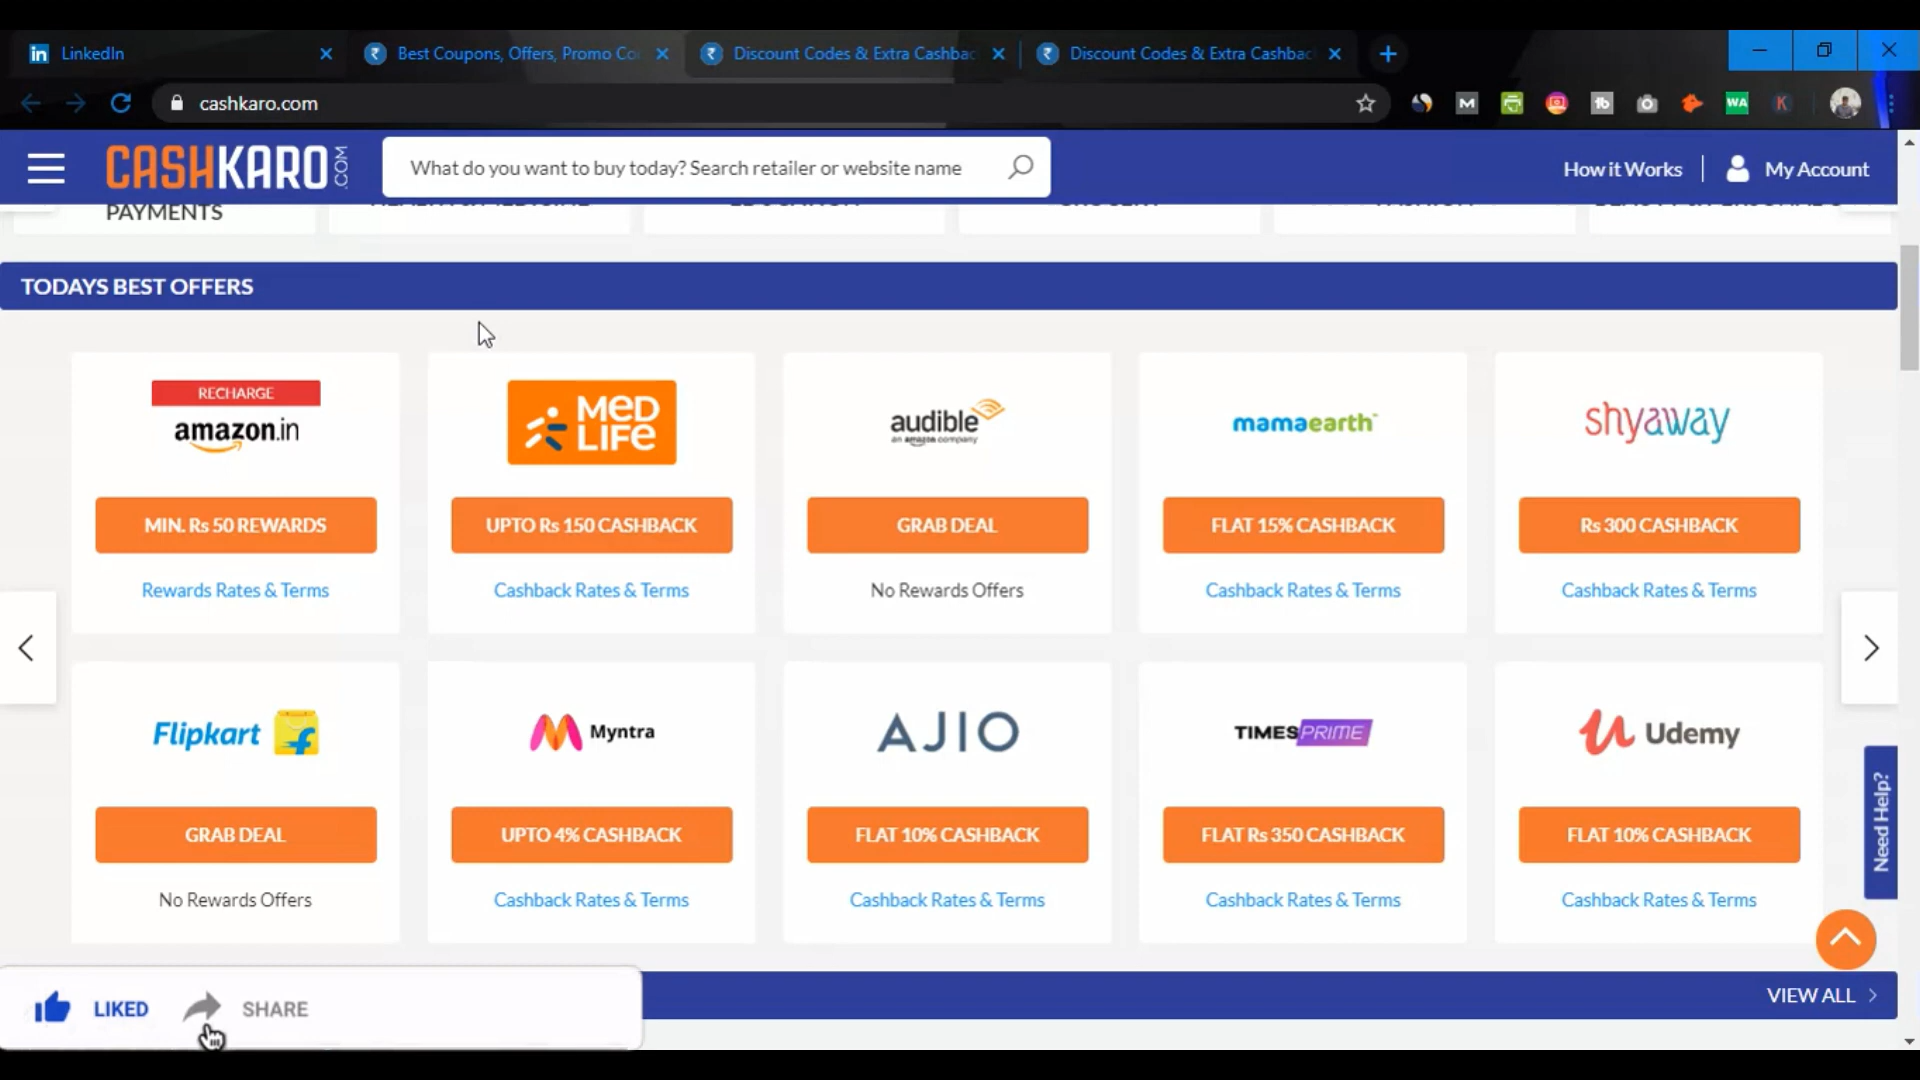 LinkedIn
Best Coupons, Offers, Promo Co
Discount Codes & Extra Cashbac
Discount Codes & Extra Cashbac
cashkaro.com
WA
CASHKARO.COM
What do you want to buy today? Search retailer or website name
How it Works
My Account
PAYMENTS
TODAYS BEST OFFERS
RECHARGE
amazon.in
MIN. Rs 50 REWARDS
Rewards Rates & Terms
MED LIFE
UPTO Rs 150 CASHBACK
Cashback Rates & Terms
audible
an amazon company
GRAB DEAL
No Rewards Offers
mamaearth
FLAT 15% CASHBACK
Cashback Rates & Terms
shyaway
Rs 300 CASHBACK
Cashback Rates & Terms
Flipkart
GRAB DEAL
No Rewards Offers
Myntra
UPTO 4% CASHBACK
Cashback Rates & Terms
AJIO
FLAT 10% CASHBACK
Cashback Rates & Terms
TIMES PRIME
FLAT Rs 350 CASHBACK
Cashback Rates & Terms
Udemy
FLAT 10% CASHBACK
Cashback Rates & Terms
Need Help?
VIEW ALL
LIKED
SHARE